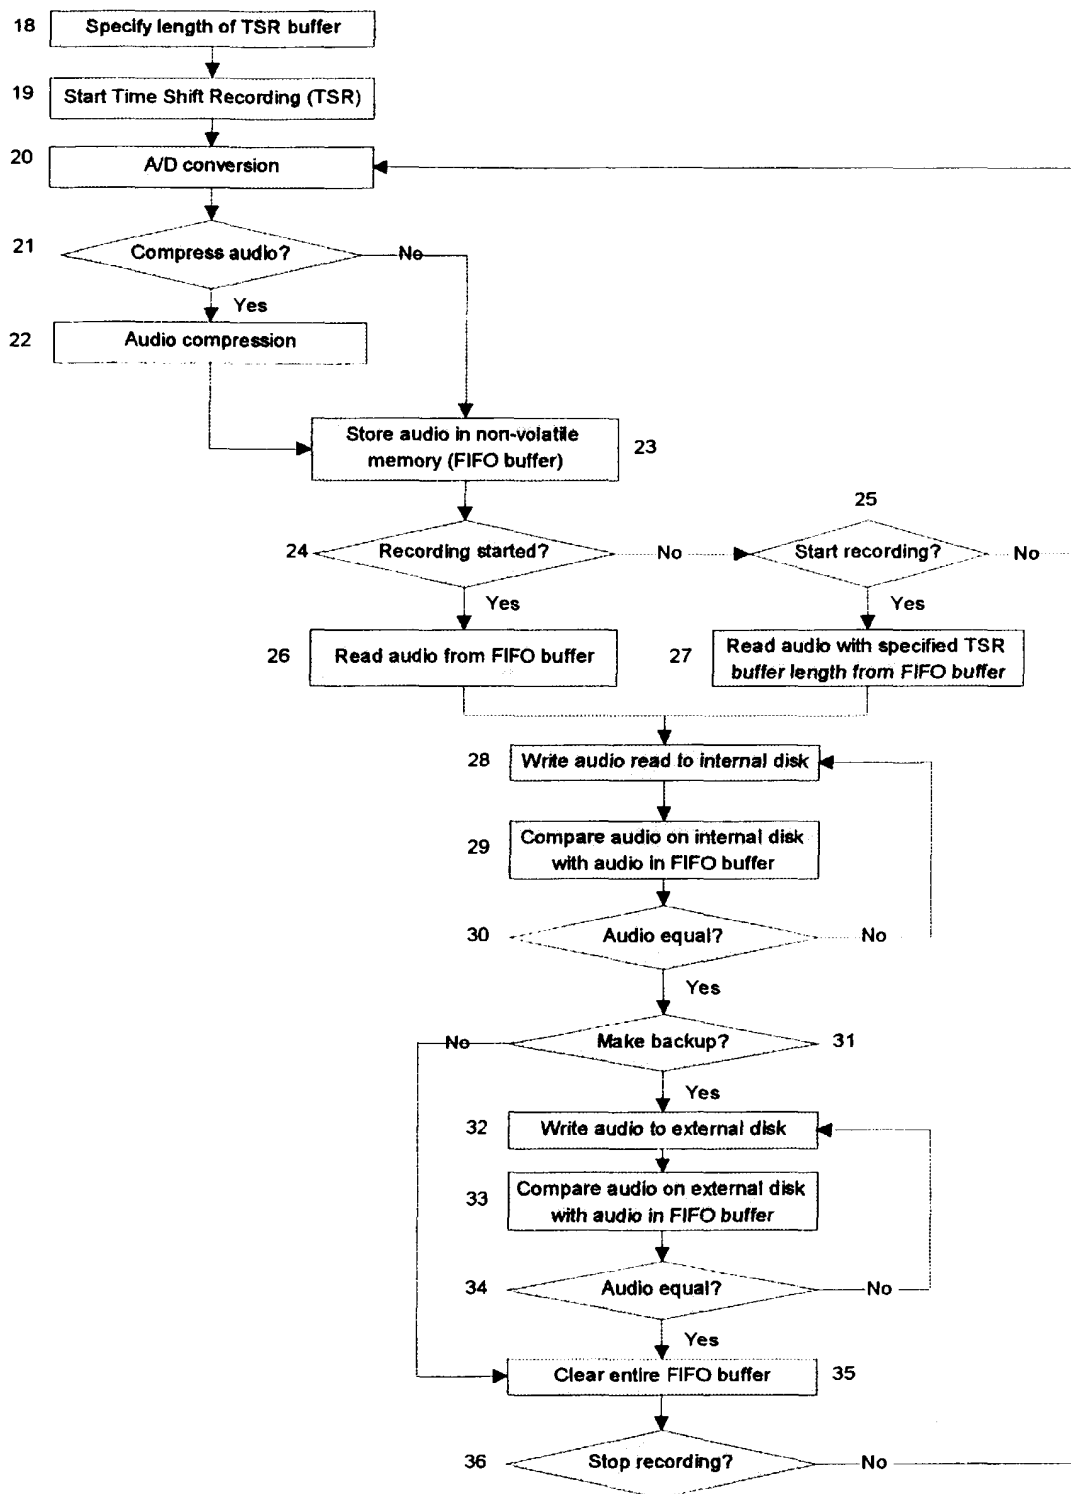 18 Specify length of TSR buffer
19 Start Time Shift Recording (TSR)
20 A/D conversion
21 Compress audio? No
Yes
22 Audio compression
Store audio in non-volatile
memory (FIFO buffer)
23
25
24 Recording started? No Start recording? No
Yes Yes
26 Read audio from FIFO buffer
27 Read audio with specified TSR
buffer length from FIFO buffer
28 Write audio read to internal disk
29 Compare audio on internal disk
with audio in FIFO buffer
30 Audio equal? No
Yes
No Make backup? 31
Yes
32 Write audio to external disk
33 Compare audio on external disk
with audio in FIFO buffer
34 Audio equal? No
Yes
Clear entire FIFO buffer 35
36 Stop recording? No